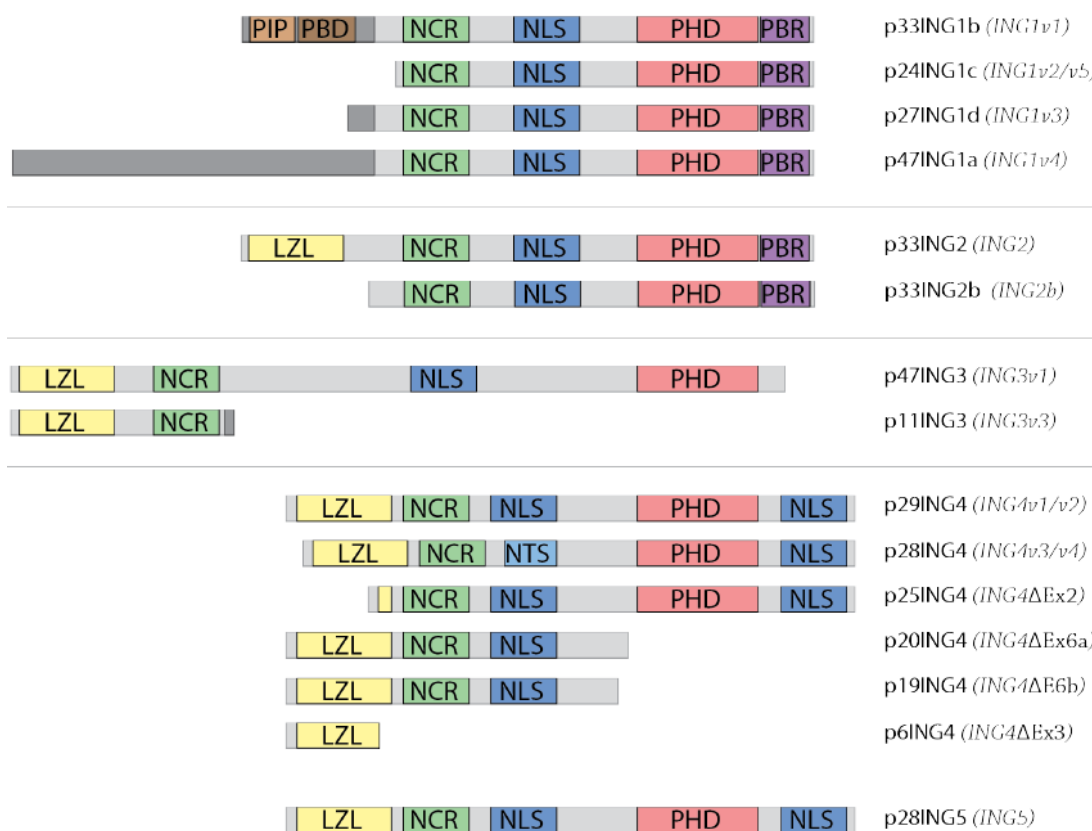 PIP PBD NCR NLS PHD PBR p33ING1b (ING1v1)
NCR NLS PHD PBR p24ING1c (ING1v2/v5)
NCR NLS PHD PBR p27ING1d (ING1v3)
NCR NLS PHD PBR p47ING1a (ING1v4)
LZL NCR NLS PHD PBR p33ING2 (ING2)
NCR NLS PHD PBR p33ING2b (ING2b)
LZL NCR NLS PHD p47ING3 (ING3v1)
LZL NCR p11ING3 (ING3v3)
LZL NCR NLS PHD NLS p29ING4 (ING4v1/v2)
LZL NCR NTS PHD NLS p28ING4 (ING4v3/v4)
NCR NLS PHD NLS p25ING4 (ING4ΔEx2)
LZL NCR NLS p20ING4 (ING4ΔEx6a)
LZL NCR NLS p19ING4 (ING4ΔE6b)
LZL p6ING4 (ING4ΔEx3)
LZL NCR NLS PHD NLS p28ING5 (ING5)